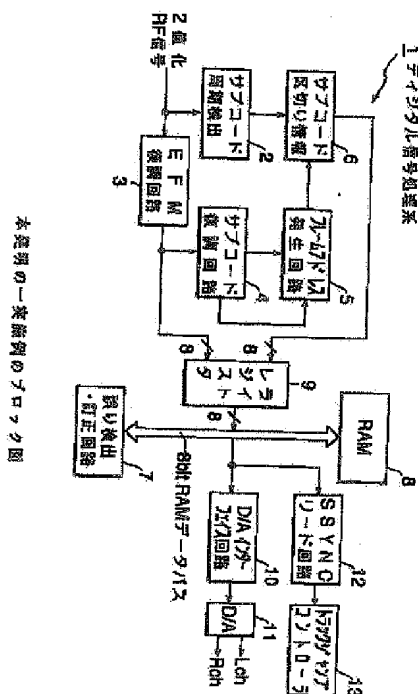 1 ディジタル信号処理系
2値化
RF信号
サブコード
同期検出
2
サブコード
区切り情報
6
EFM
復調回路
3
サブコード
復調回路
4
フレームアドレス
発生回路
5
8
8
ラッチ
レジスタ
9
8
RAM
8
誤り検出
・訂正回路
7
8bit RAMデータバス
D/Aインター
フェイス回路
10
D/A
11
Lch
Rch
SSYNC
リード回路
12
トラックジャンプ
コントローラ
13
本発明の一実施例のブロック図